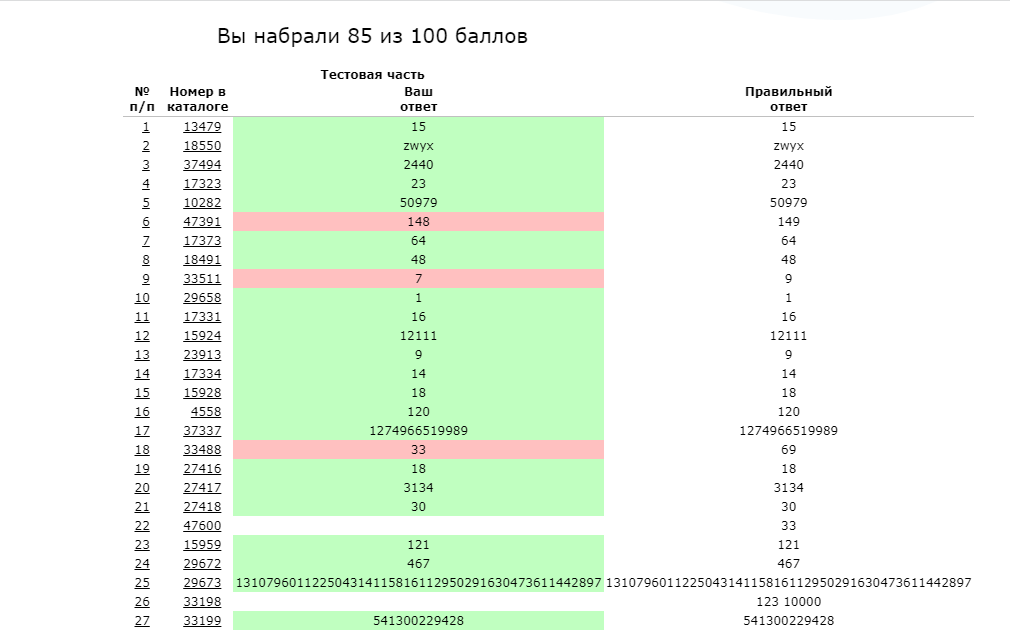 Вы набрали 85 из 100 баллов
Тестовая часть
№ п/п Номер в каталоге Ваш ответ Правильный ответ
1 13479 15 15
2 18550 zwyx zwyx
3 37494 2440 2440
4 17323 23 23
5 10282 50979 50979
6 47391 148 149
7 17373 64 64
8 18491 48 48
9 33511 7 9
10 29658 1 1
11 17331 16 16
12 15924 12111 12111
13 23913 9 9
14 17334 14 14
15 15928 18 18
16 4558 120 120
17 37337 1274966519989 1274966519989
18 33488 33 69
19 27416 18 18
20 27417 3134 3134
21 27418 30 30
22 47600 33
23 15959 121 121
24 29672 467 467
25 29673 13107960112250431411581611295029163047361144​2897 131079601122504314115816112950291630473611442897
26 33198 123 10000
27 33199 541300229428 541300229428